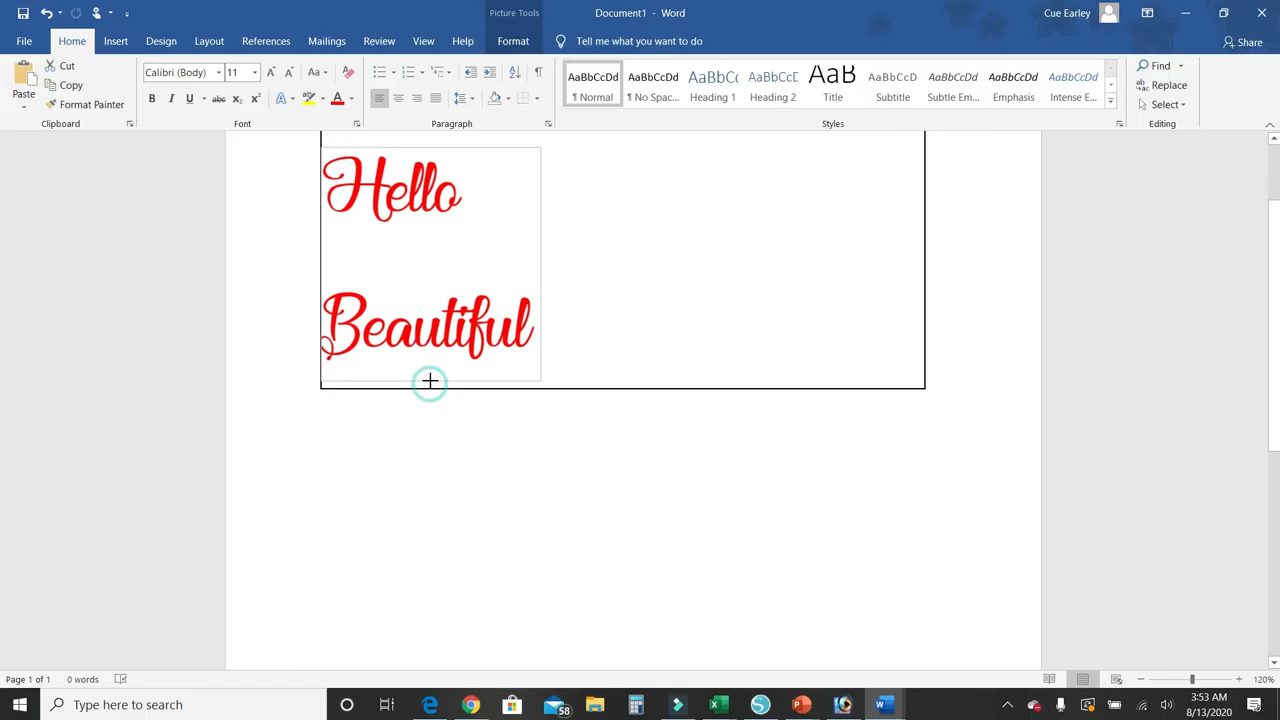 Picture Tools
Document1 - Word
Cue Earley
File Home Insert Design Layout References Mailings Review View Help Format Tell me what you want to do Share
Paste
Cut
Copy
Format Painter
Clipboard
Calibri (Body) 11
Font
Paragraph
AaBbCcDd AaBbCcDd AaBbCc AaBbCcD AaB AaBbCcD AaBbCcDd AaBbCcDd AaBbCcDd
¶ Normal ¶ No Spac... Heading 1 Heading 2 Title Subtitle Subtle Em... Emphasis Intense E...
Styles
Find
Replace
Select
Editing
Hello
Beautiful
Page 1 of 1 0 words 120%
Type here to search
58
3:53 AM
8/13/2020